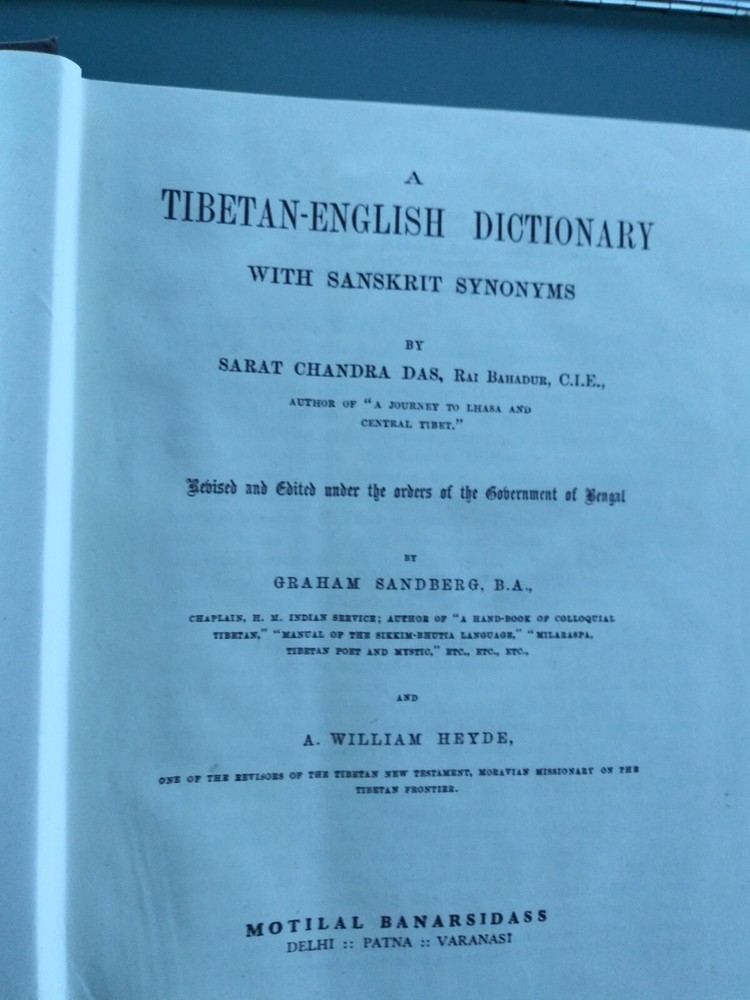 A
TIBETAN-ENGLISH DICTIONARY
WITH SANSKRIT SYNONYMS
BY
SARAT CHANDRA DAS, RAI BAHADUR, C.I.E.,
AUTHOR OF "A JOURNEY TO LHASA AND
CENTRAL TIBET."
Revised and Edited under the orders of the Government of Bengal
BY
GRAHAM SANDBERG, B.A.,
CHAPLAIN, H. M. INDIAN SERVICE; AUTHOR OF "A HAND-BOOK OF COLLOQUIAL
TIBETAN," "MANUAL OF THE SIKKIM-BHUTIA LANGUAGE," "MILARASPA,
TIBETAN POET AND MYSTIC," ETC., ETC., ETC.,
AND
A. WILLIAM HEYDE,
ONE OF THE REVISORS OF THE TIBETAN NEW TESTAMENT, MORAVIAN MISSIONARY ON THE
TIBETAN FRONTIER.
MOTILAL BANARSIDASS
DELHI :: PATNA :: VARANASI